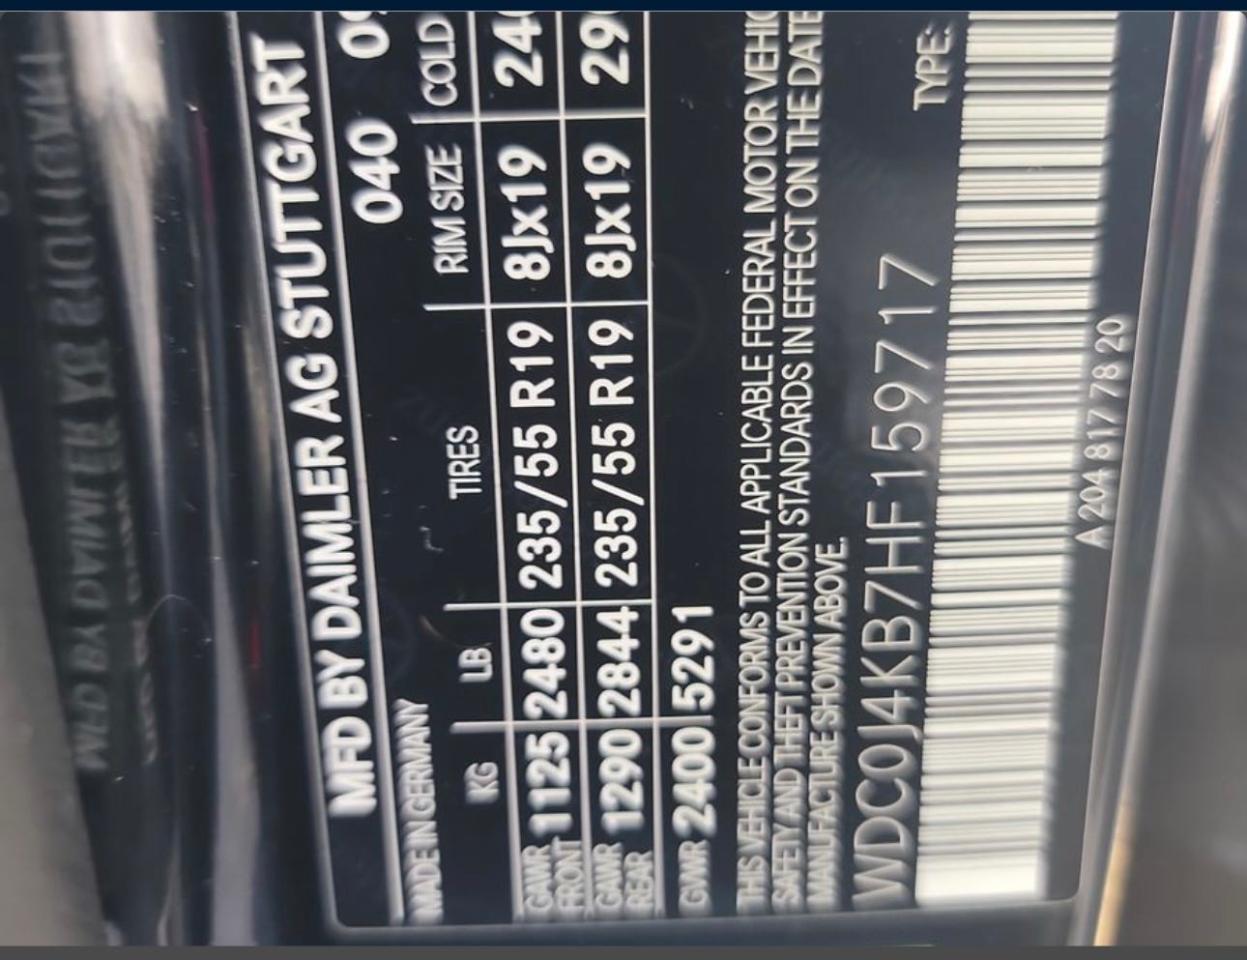 MFD BY DAIMLER AG STUTTGART
MADE IN GERMANY 040
KG LB TIRES RIM SIZE COLD
GAWR FRONT 1125 2480 235/55 R19 8Jx19
GAWR REAR 1290 2844 235/55 R19 8Jx19
GVWR 2400 5291
THIS VEHICLE CONFORMS TO ALL APPLICABLE FEDERAL MOTOR
SAFETY AND THEFT PREVENTION STANDARDS IN EFFECT ON THE DATE
MANUFACTURE SHOWN ABOVE.
WDC0J4KB7HF159717 TYPE:
A 204 817 78 20